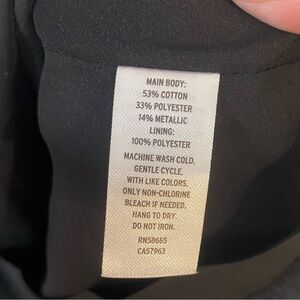 MAIN BODY:
53% COTTON
33% POLYESTER
14% METALLIC
LINING:
100% POLYESTER
MACHINE WASH COLD.
GENTLE CYCLE.
WITH LIKE COLORS.
ONLY NON-CHLORINE
BLEACH IF NEEDED.
HANG TO DRY.
DO NOT IRON.
RN58665
CA57963